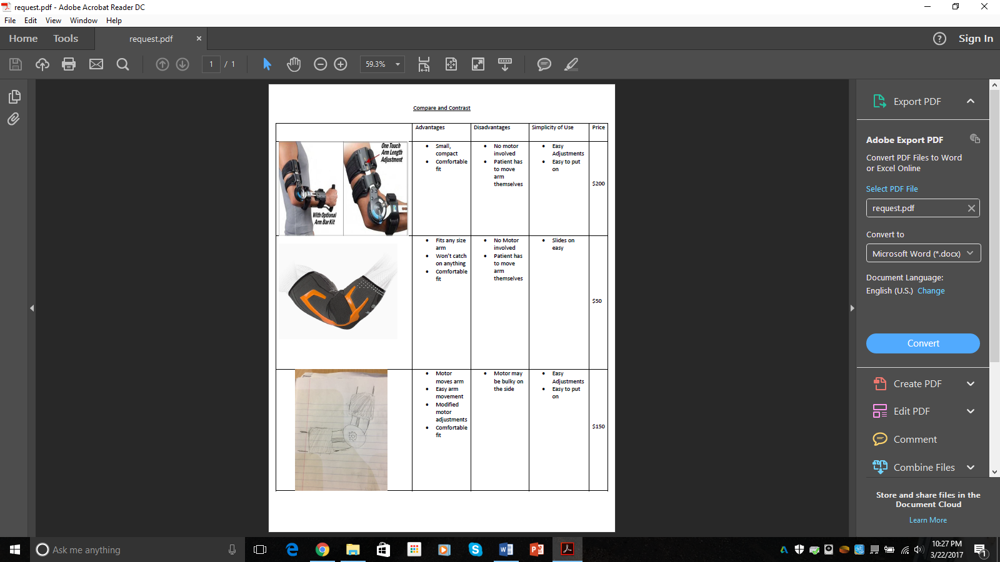 request.pdf - Adobe Acrobat Reader DC
File Edit View Window Help
Home Tools request.pdf × ? Sign In
1 / 1 59.3%
Compare and Contrast
Advantages Disadvantages Simplicity of Use Price
One Touch
Arm Length
Adjustment
With Optional
Arm Bar Kit
• Small,
compact
• Comfortable
fit
• No motor
involved
• Patient has
to move
arm
themselves
• Easy
Adjustments
• Easy to put
on
$200
• Fits any size
arm
• Won't catch
on anything
• Comfortable
fit
• No Motor
involved
• Patient has
to move
arm
themselves
• Slides on
easy
$50
• Motor
moves arm
• Easy arm
movement
• Modified
motor
adjustments
• Comfortable
fit
• Motor may
be bulky on
the side
• Easy
Adjustments
• Easy to put
on
$150
Export PDF
Adobe Export PDF
Convert PDF Files to Word
or Excel Online
Select PDF File
request.pdf
Convert to
Microsoft Word (*.docx)
Document Language:
English (U.S.) Change
Convert
Create PDF
Edit PDF
Comment
Combine Files
Store and share files in the
Document Cloud
Learn More
Ask me anything
10:27 PM
3/22/2017
1